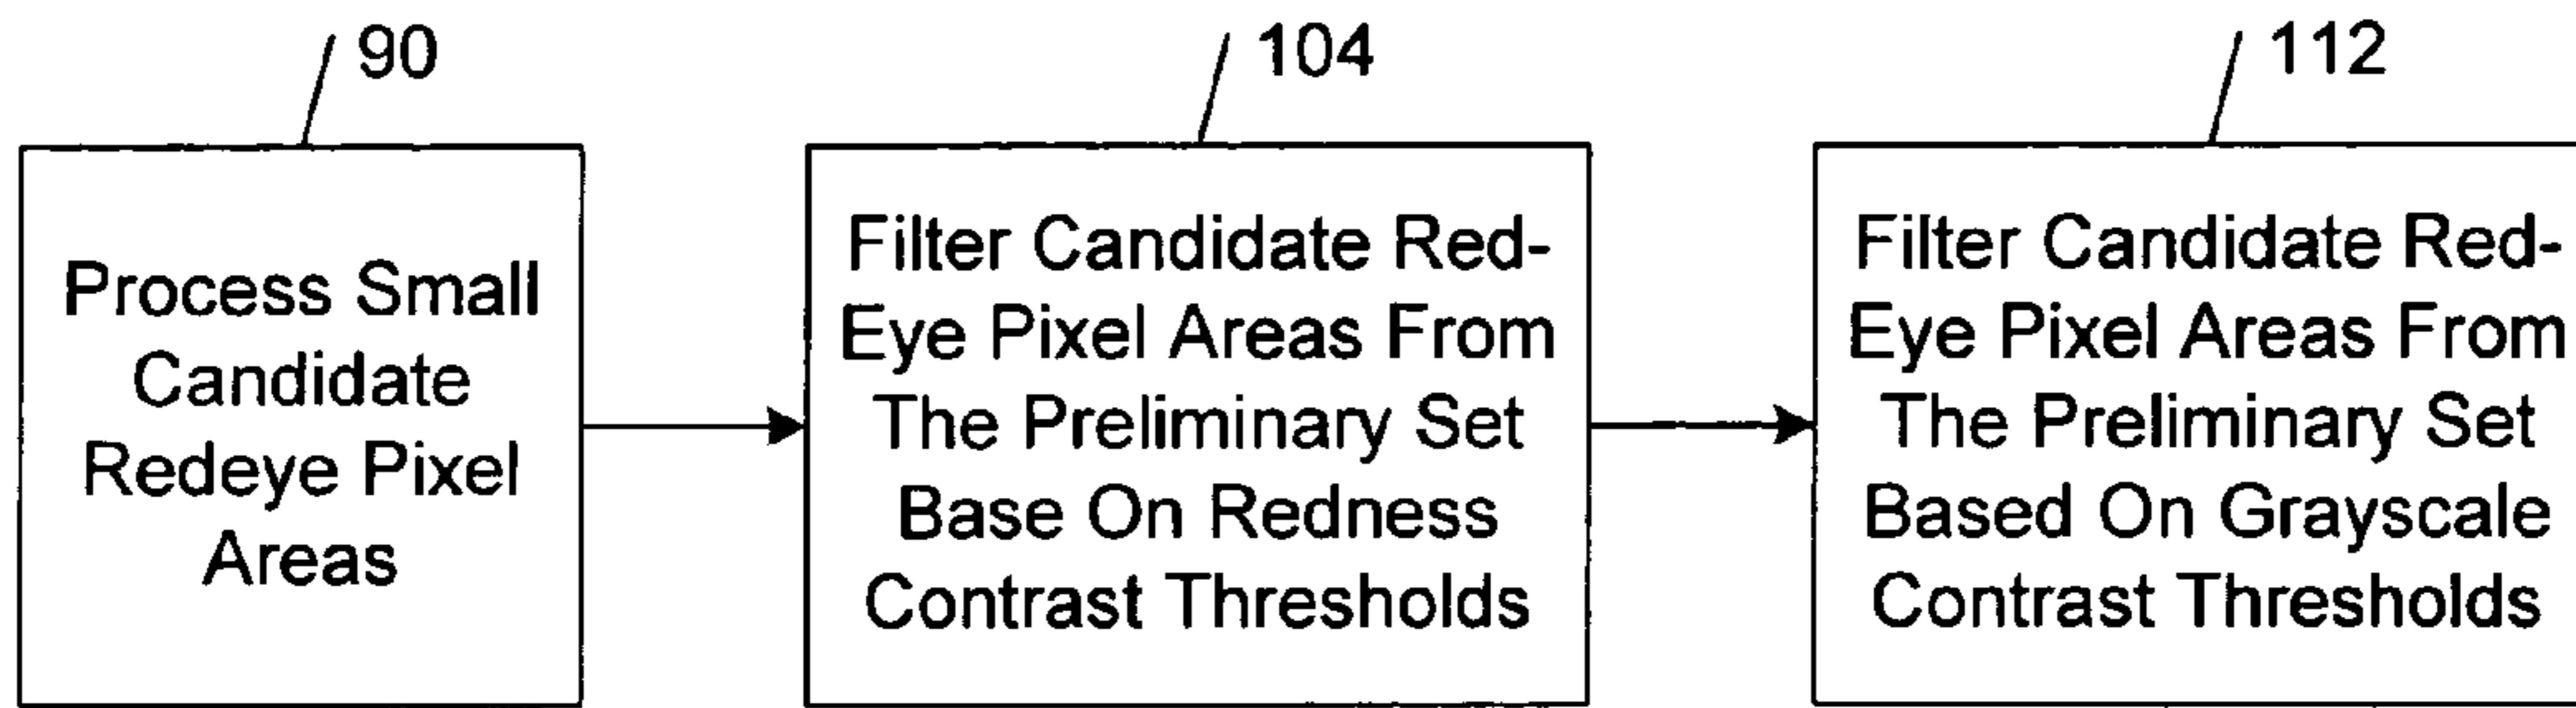 90
104
112
Process Small
Candidate
Redeye Pixel
Areas
Filter Candidate Red-
Eye Pixel Areas From
The Preliminary Set
Base On Redness
Contrast Thresholds
Filter Candidate Red-
Eye Pixel Areas From
The Preliminary Set
Based On Grayscale
Contrast Thresholds